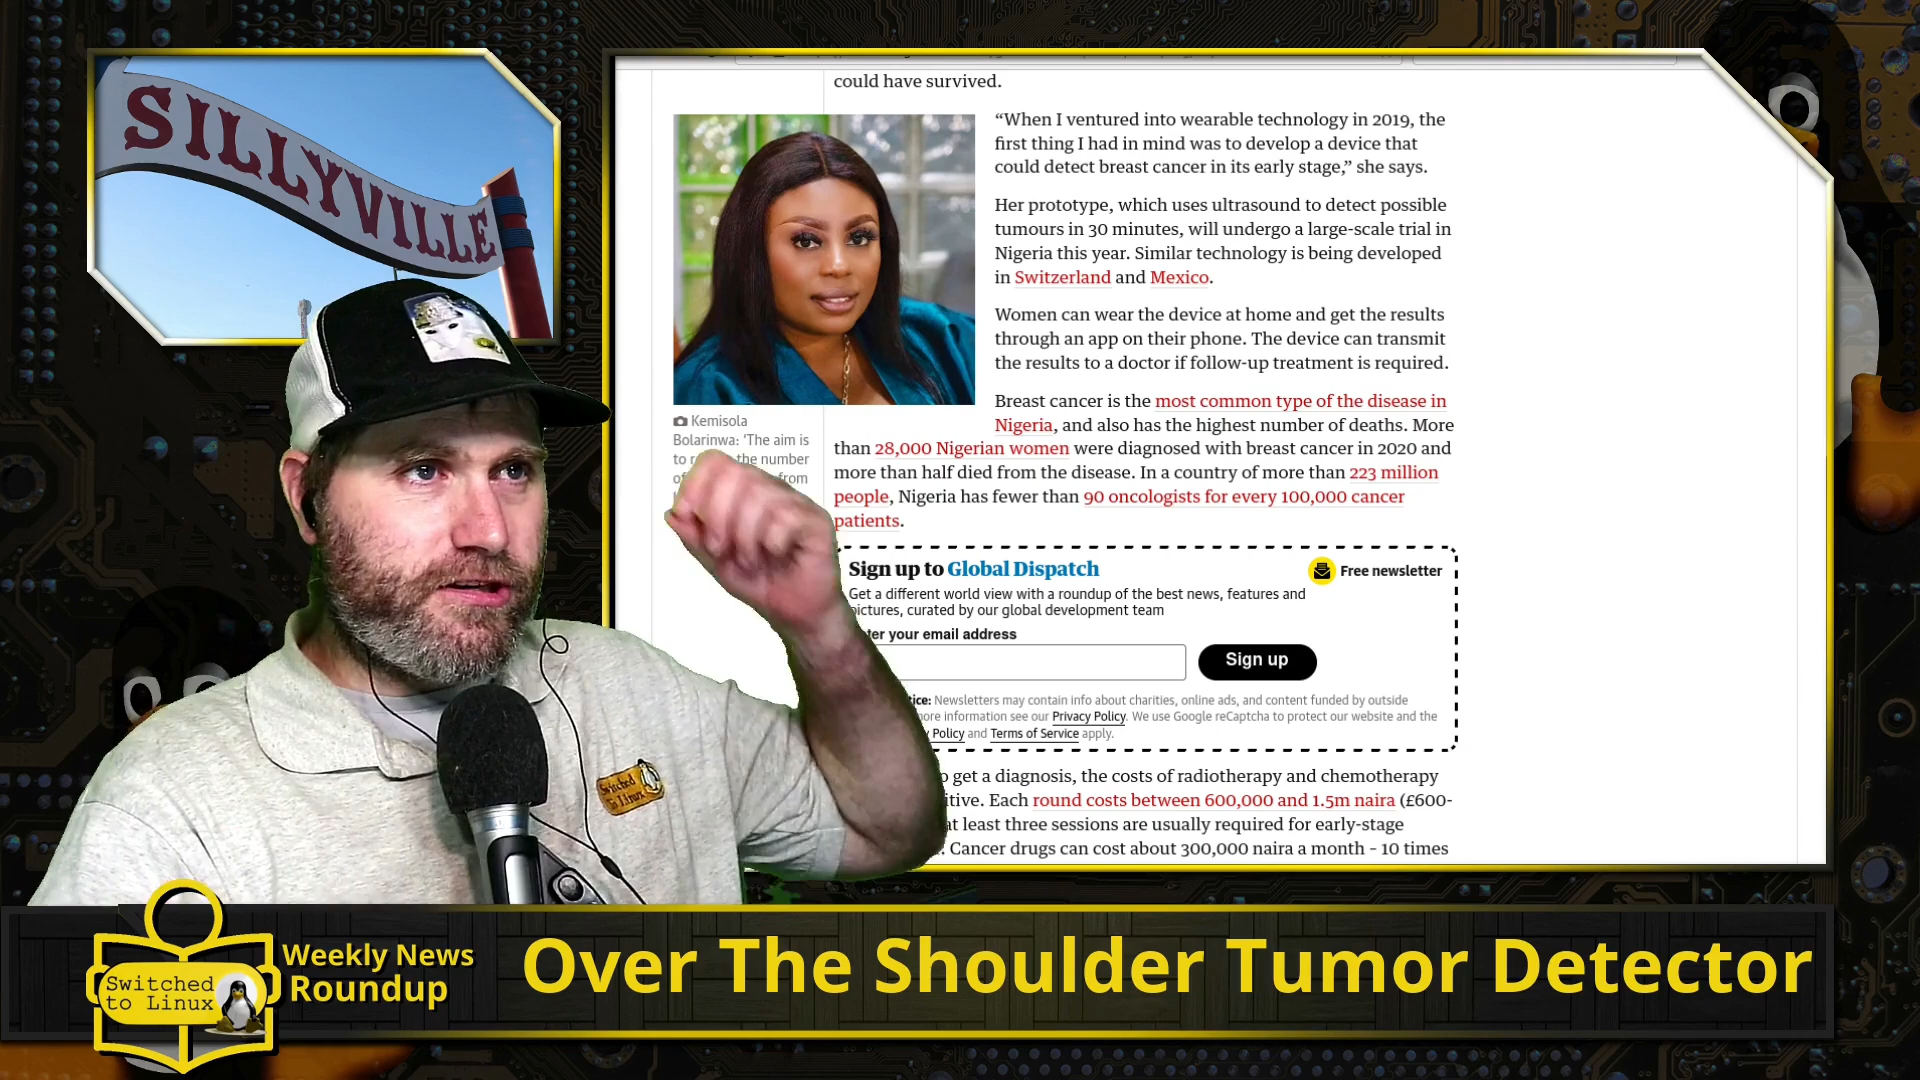 SILLYVILLE
could have survived.
“When I ventured into wearable technology in 2019, the
first thing I had in mind was to develop a device that
could detect breast cancer in its early stage,” she says.
Her prototype, which uses ultrasound to detect possible
tumours in 30 minutes, will undergo a large-scale trial in
Nigeria this year. Similar technology is being developed
in Switzerland and Mexico.
Women can wear the device at home and get the results
through an app on their phone. The device can transmit
the results to a doctor if follow-up treatment is required.
Breast cancer is the most common type of the disease in
Nigeria, and also has the highest number of deaths. More
than 28,000 Nigerian women were diagnosed with breast cancer in 2020 and
more than half died from the disease. In a country of more than 223 million
people, Nigeria has fewer than 90 oncologists for every 100,000 cancer
patients.
Kemisola
Bolarinwa: ‘The aim is
to the number
from
Sign up to Global Dispatch
Free newsletter
Get a different world view with a roundup of the best news, features and
pictures, curated by our global development team
your email address
Sign up
Newsletters may contain info about charities, online ads, and content funded by outside
more information see our Privacy Policy. We use Google reCaptcha to protect our website and the
Policy and Terms of Service apply.
get a diagnosis, the costs of radiotherapy and chemotherapy
Each round costs between 600,000 and 1.5m naira (£600-
at least three sessions are usually required for early-stage
. Cancer drugs can cost about 300,000 naira a month – 10 times
Switched
to Linux
Switched
to Linux
Weekly News
Roundup
Over The Shoulder Tumor Detector